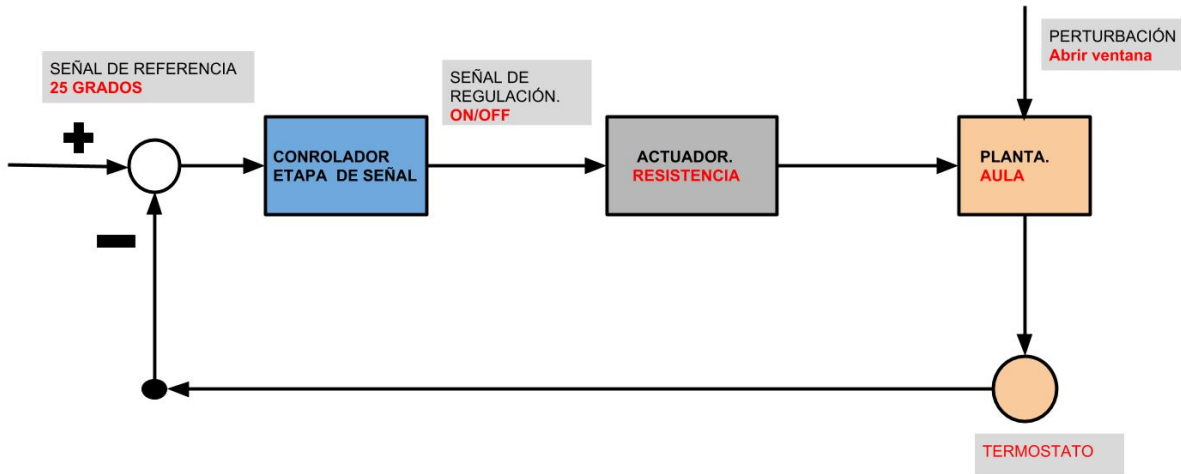 SEÑAL DE REFERENCIA
25 GRADOS
SEÑAL DE
REGULACIÓN.
ON/OFF
PERTURBACIÓN
Abrir ventana
CONROLADOR
ETAPA DE SEÑAL
ACTUADOR.
RESISTENCIA
PLANTA.
AULA
TERMOSTATO